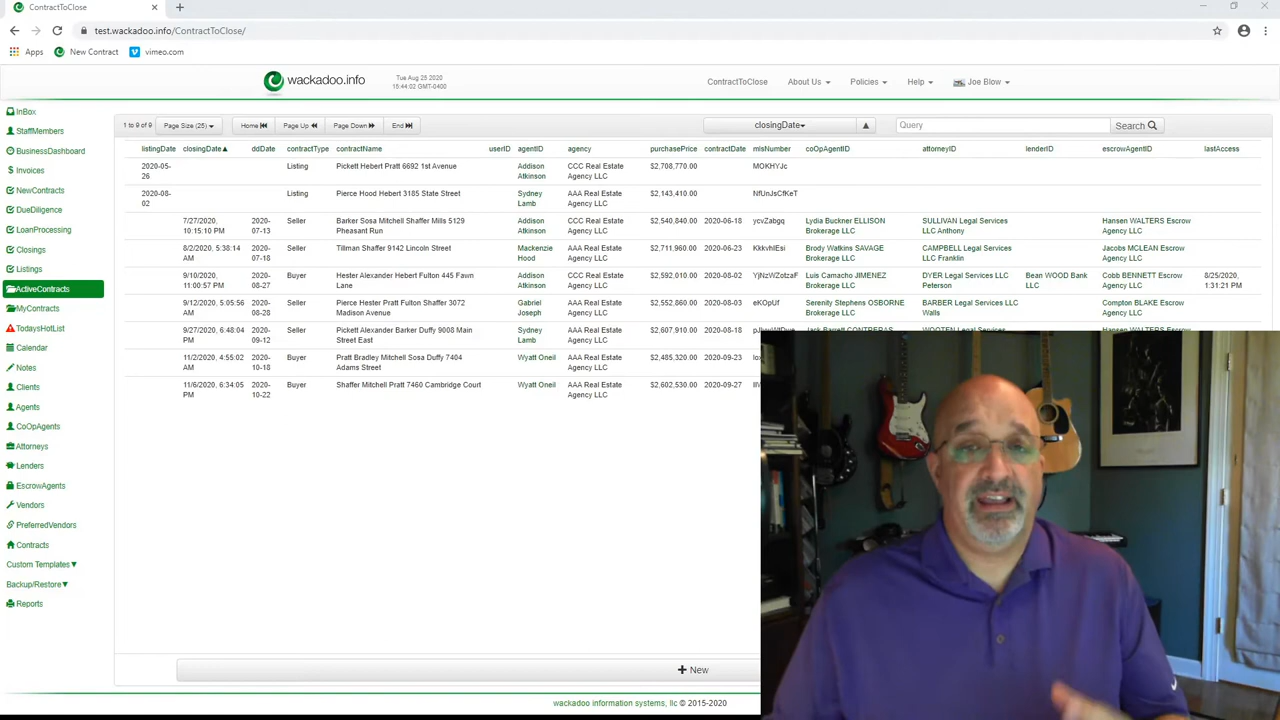 ContractToClose
test.wackadoo.info/ContractToClose/
Apps New Contract vimeo.com
wackadoo.info
Tue Aug 25 2020
15:44:02 GMT-0400
ContractToClose About Us Policies Help Joe Blow
InBox
StaffMembers
BusinessDashboard
Invoices
NewContracts
DueDiligence
LoanProcessing
Closings
Listings
ActiveContracts
MyContracts
TodaysHotList
Calendar
Notes
Clients
Agents
CoOpAgents
Attorneys
Lenders
EscrowAgents
Vendors
PreferredVendors
Contracts
Custom Templates
Backup/Restore
Reports
1 to 9 of 9 Page Size (25) Home Page Up Page Down End closingDate Query Search
listingDate closingDate ddDate contractType contractName userID agentID agency purchasePrice contractDate mlsNumber coOpAgentID attorneyID lenderID escrowAgentID lastAccess
2020-05- Listing Pickett Hebert Pratt 6692 1st Avenue Addison CCC Real Estate $2,708,770.00 MOKHYJc
26 Atkinson Agency LLC
2020-08- Listing Pierce Hood Hebert 3185 State Street Sydney AAA Real Estate $2,143,410.00 NfUnJsCfKeT
02 Lamb Agency LLC
7/27/2020, 2020- Seller Barker Sosa Mitchell Shaffer Mills 5129 Addison CCC Real Estate $2,540,840.00 2020-06-18 ycvZabgq Lydia Buckner ELLISON SULLIVAN Legal Services Hansen WALTERS Escrow
10:15:10 PM 07-13 Pheasant Run Atkinson Agency LLC Brokerage LLC LLC Anthony Agency LLC
8/2/2020, 5:38:14 2020- Seller Tillman Shaffer 9142 Lincoln Street Mackenzie AAA Real Estate $2,711,960.00 2020-06-23 KkkvhIEsi Brody Watkins SAVAGE CAMPBELL Legal Services Jacobs MCLEAN Escrow
AM 07-18 Hood Agency LLC Brokerage LLC LLC Franklin Agency LLC
9/10/2020, 2020- Buyer Hester Alexander Hebert Fulton 445 Fawn Addison CCC Real Estate $2,592,010.00 2020-08-02 YjNzWZotzaF Luis Camacho JIMENEZ DYER Legal Services LLC Bean WOOD Bank Cobb BENNETT Escrow 8/25/2020,
11:00:57 PM 08-27 Lane Atkinson Agency LLC Brokerage LLC Peterson LLC Agency LLC 1:31:21 PM
9/12/2020, 5:05:56 2020- Seller Pierce Hester Pratt Fulton Shaffer 3072 Gabriel AAA Real Estate $2,552,860.00 2020-08-03 eKOpUf Serenity Stephens OSBORNE BARBER Legal Services LLC Compton BLAKE Escrow
AM 08-28 Madison Avenue Joseph Agency LLC Brokerage LLC Walls Agency LLC
9/27/2020, 6:48:04 2020- Seller Pickett Alexander Barker Duffy 9008 Main Sydney AAA Real Estate $2,607,910.00 2020-08-18
PM 09-12 Street East Lamb Agency LLC
11/2/2020, 4:55:02 2020- Buyer Pratt Bradley Mitchell Sosa Duffy 7404 Wyatt Oneil AAA Real Estate $2,485,320.00 2020-09-23
AM 10-18 Adams Street Agency LLC
11/6/2020, 6:34:05 2020- Buyer Shaffer Mitchell Pratt 7460 Cambridge Court Wyatt Oneil AAA Real Estate $2,602,530.00 2020-09-27
PM 10-22 Agency LLC
New
wackadoo information systems, llc © 2015-2020